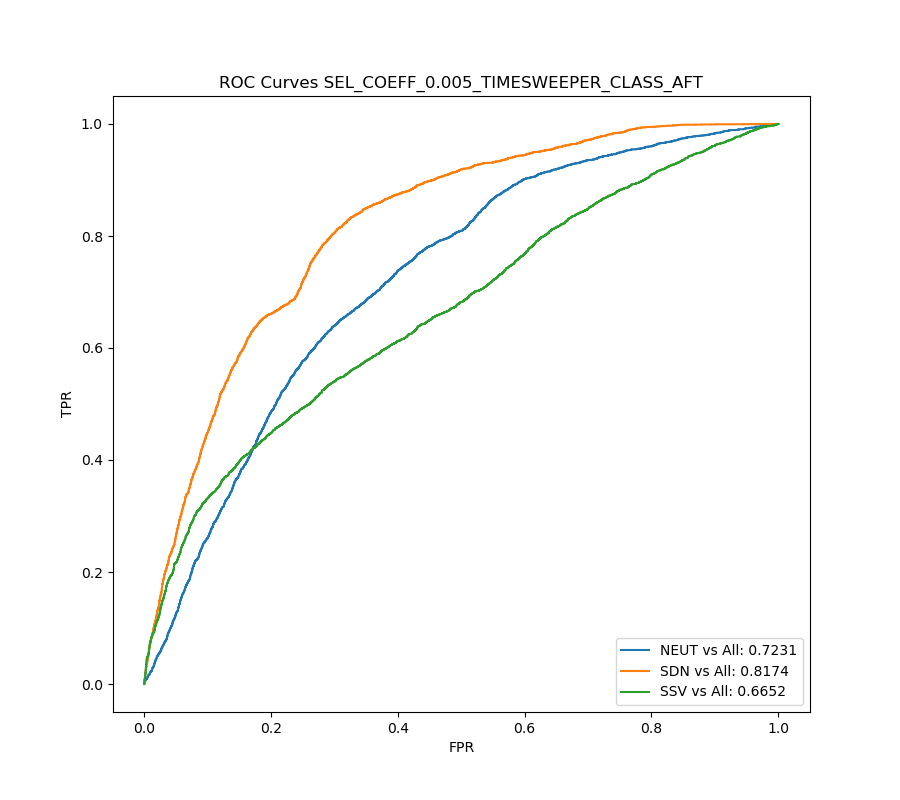 ROC Curves SEL_COEFF_0.005_TIMESWEEPER_CLASS_AFT
1.0
0.8
0.6
0.4
0.2
0.0
TPR
NEUT vs All: 0.7231
SDN vs All: 0.8174
SSV vs All: 0.6652
0.0 0.2 0.4 0.6 0.8 1.0
FPR